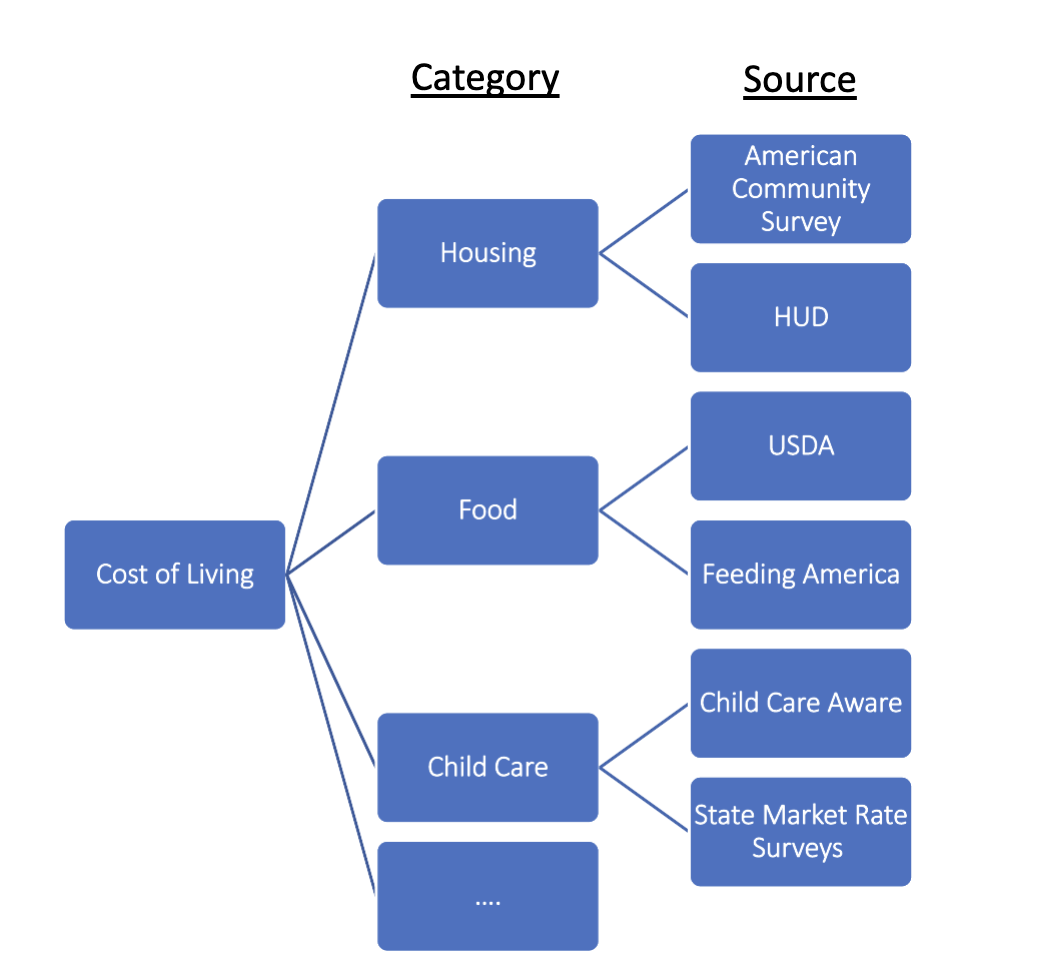 Category
Source
American
Community
Survey
Housing
HUD
USDA
Food
Cost of Living
Feeding America
Child Care Aware
Child Care
State Market Rate
Surveys
....